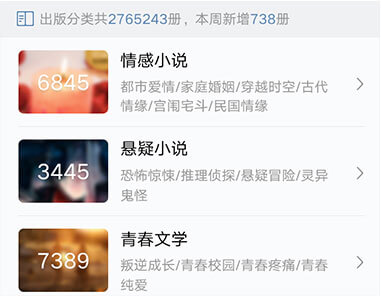 出版分类共2765243册，本周新增738册
情感小说
6845
都市爱情/家庭婚姻/穿越时空/古代
情缘/宫闱宅斗/民国情缘
悬疑小说
3445
恐怖惊悚/推理侦探/悬疑冒险/灵异
鬼怪
青春文学
7389
叛逆成长/青春校园/青春疼痛/青春
纯爱